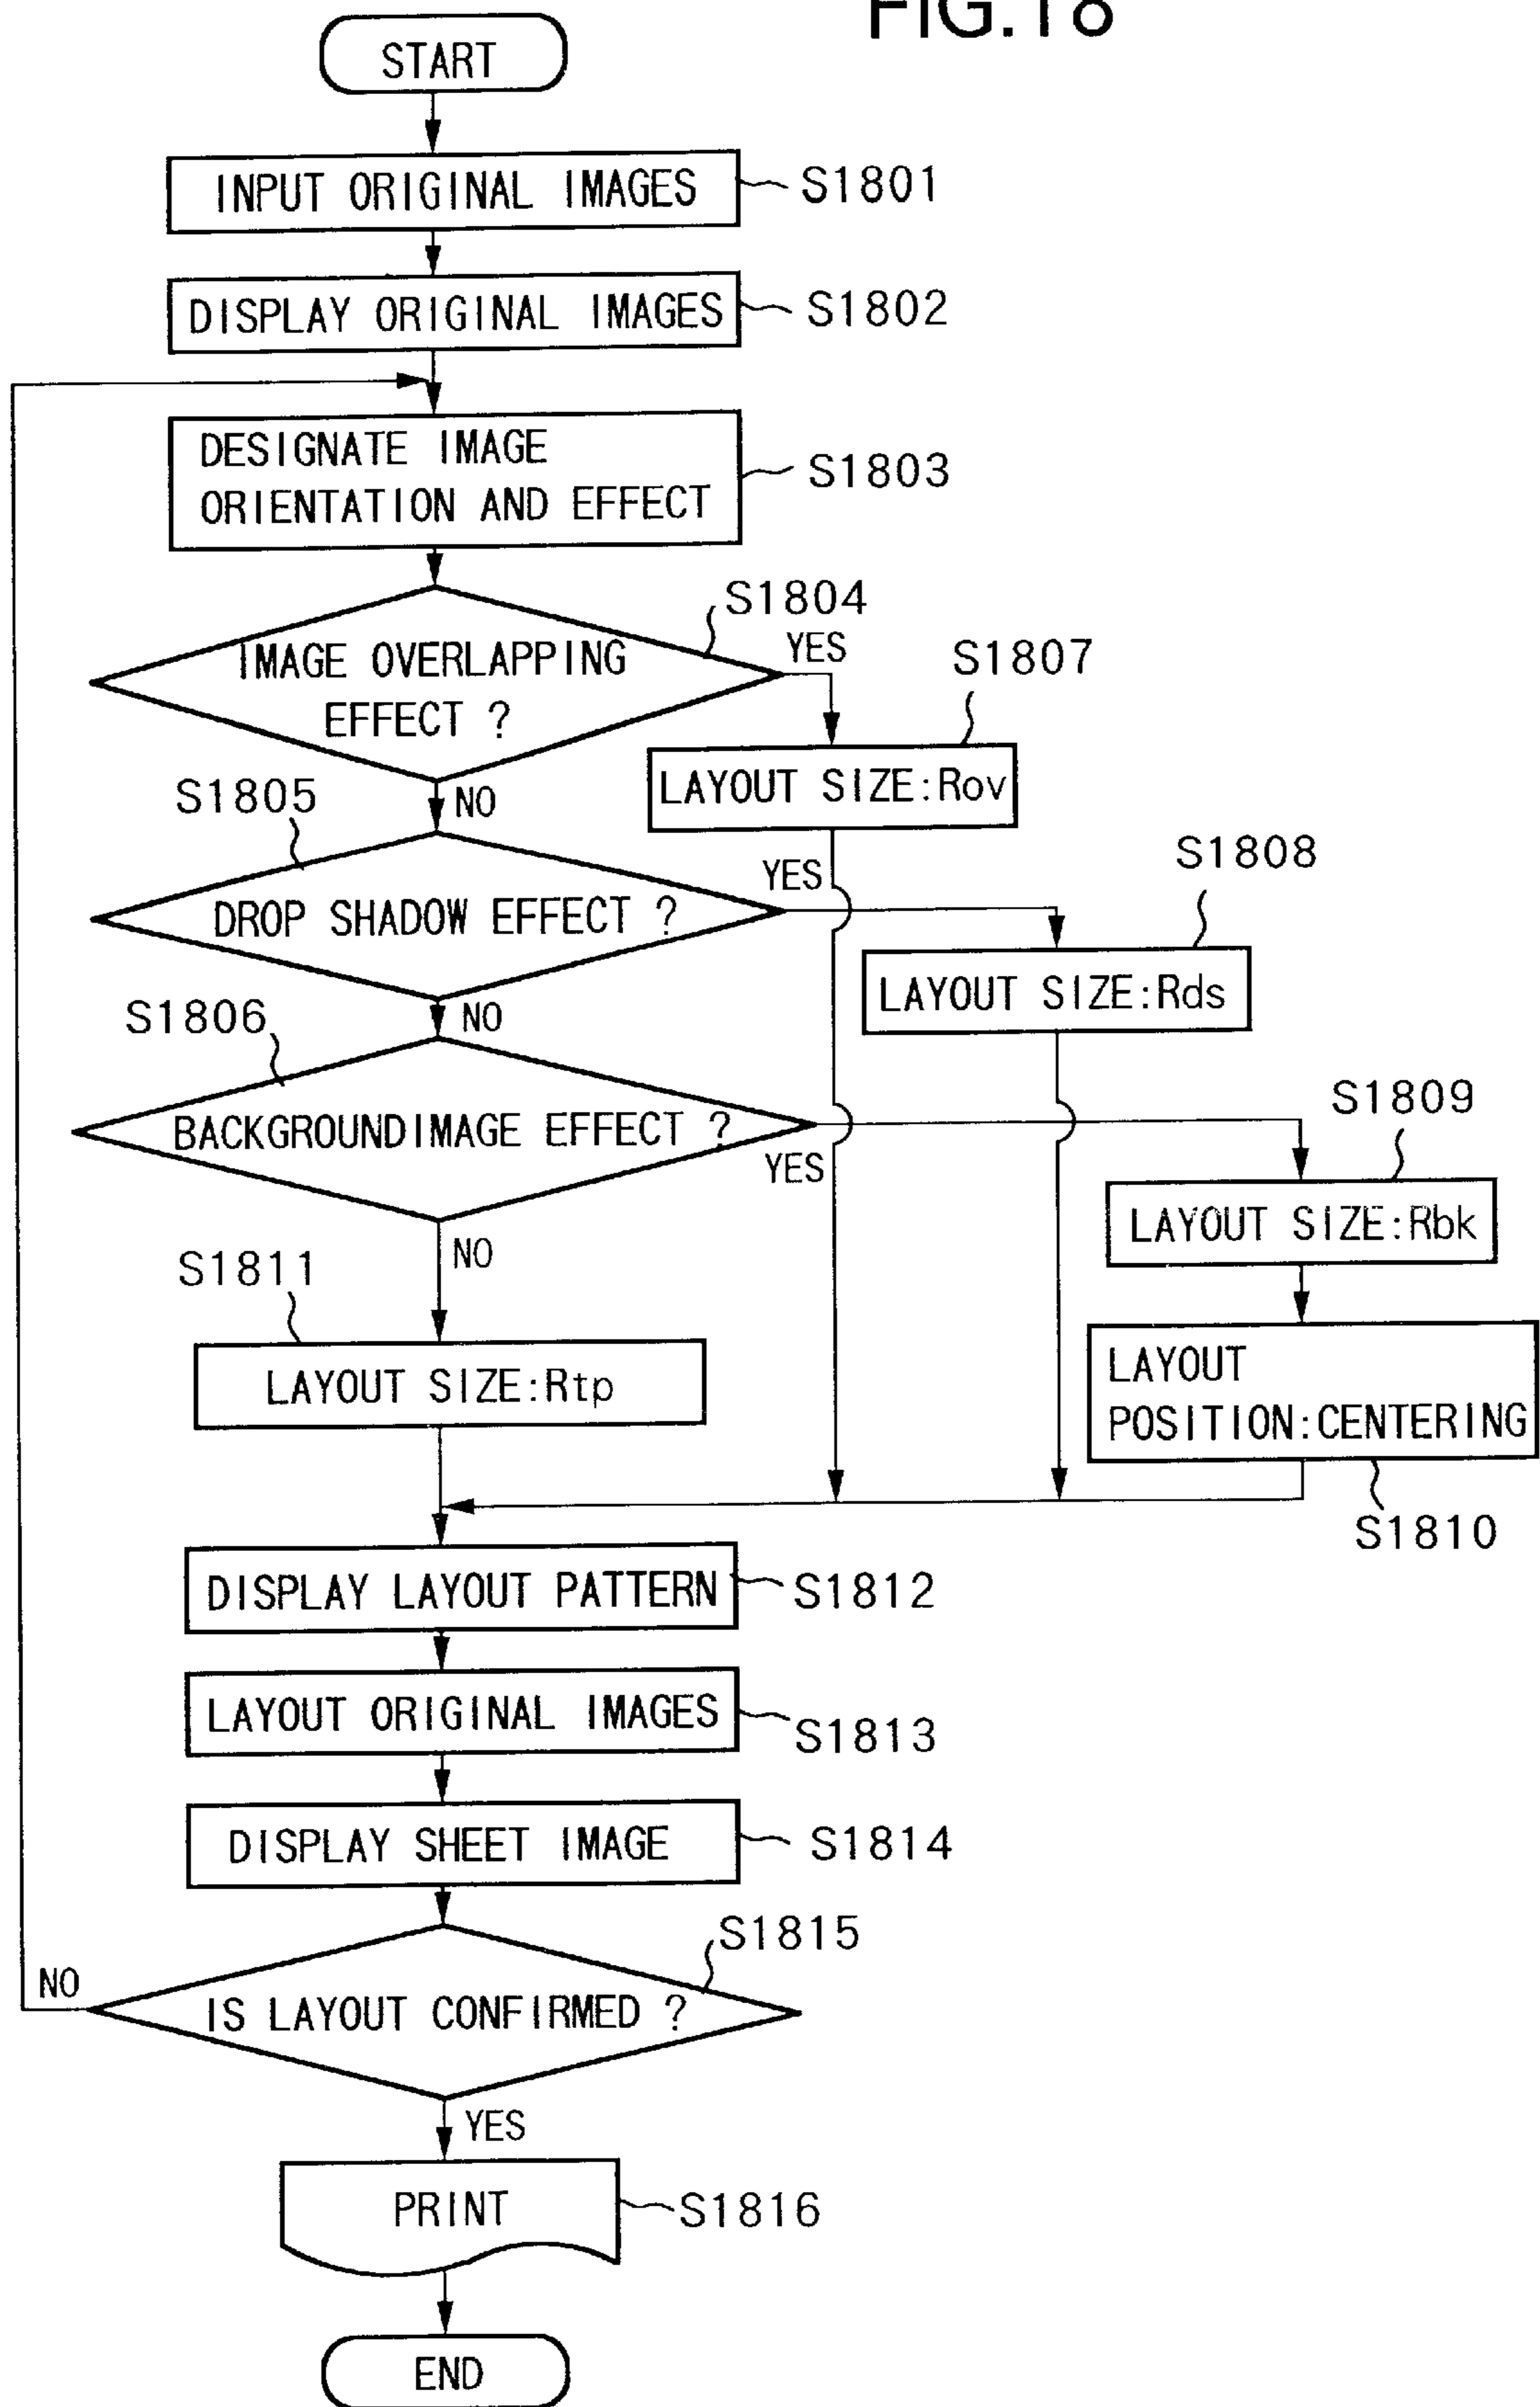 FIG.18
START
INPUT ORIGINAL IMAGES
S1801
DISPLAY ORIGINAL IMAGES
S1802
DESIGNATE IMAGE
ORIENTATION AND EFFECT
S1803
S1804
IMAGE OVERLAPPING
EFFECT ?
YES
S1807
LAYOUT SIZE:Rov
NO
S1805
DROP SHADOW EFFECT ?
YES
S1808
LAYOUT SIZE:Rds
NO
S1806
BACKGROUNDIMAGE EFFECT ?
YES
S1809
LAYOUT SIZE:Rbk
LAYOUT
POSITION:CENTERING
S1810
NO
S1811
LAYOUT SIZE:Rtp
DISPLAY LAYOUT PATTERN
S1812
LAYOUT ORIGINAL IMAGES
S1813
DISPLAY SHEET IMAGE
S1814
S1815
IS LAYOUT CONFIRMED ?
NO
YES
PRINT
S1816
END